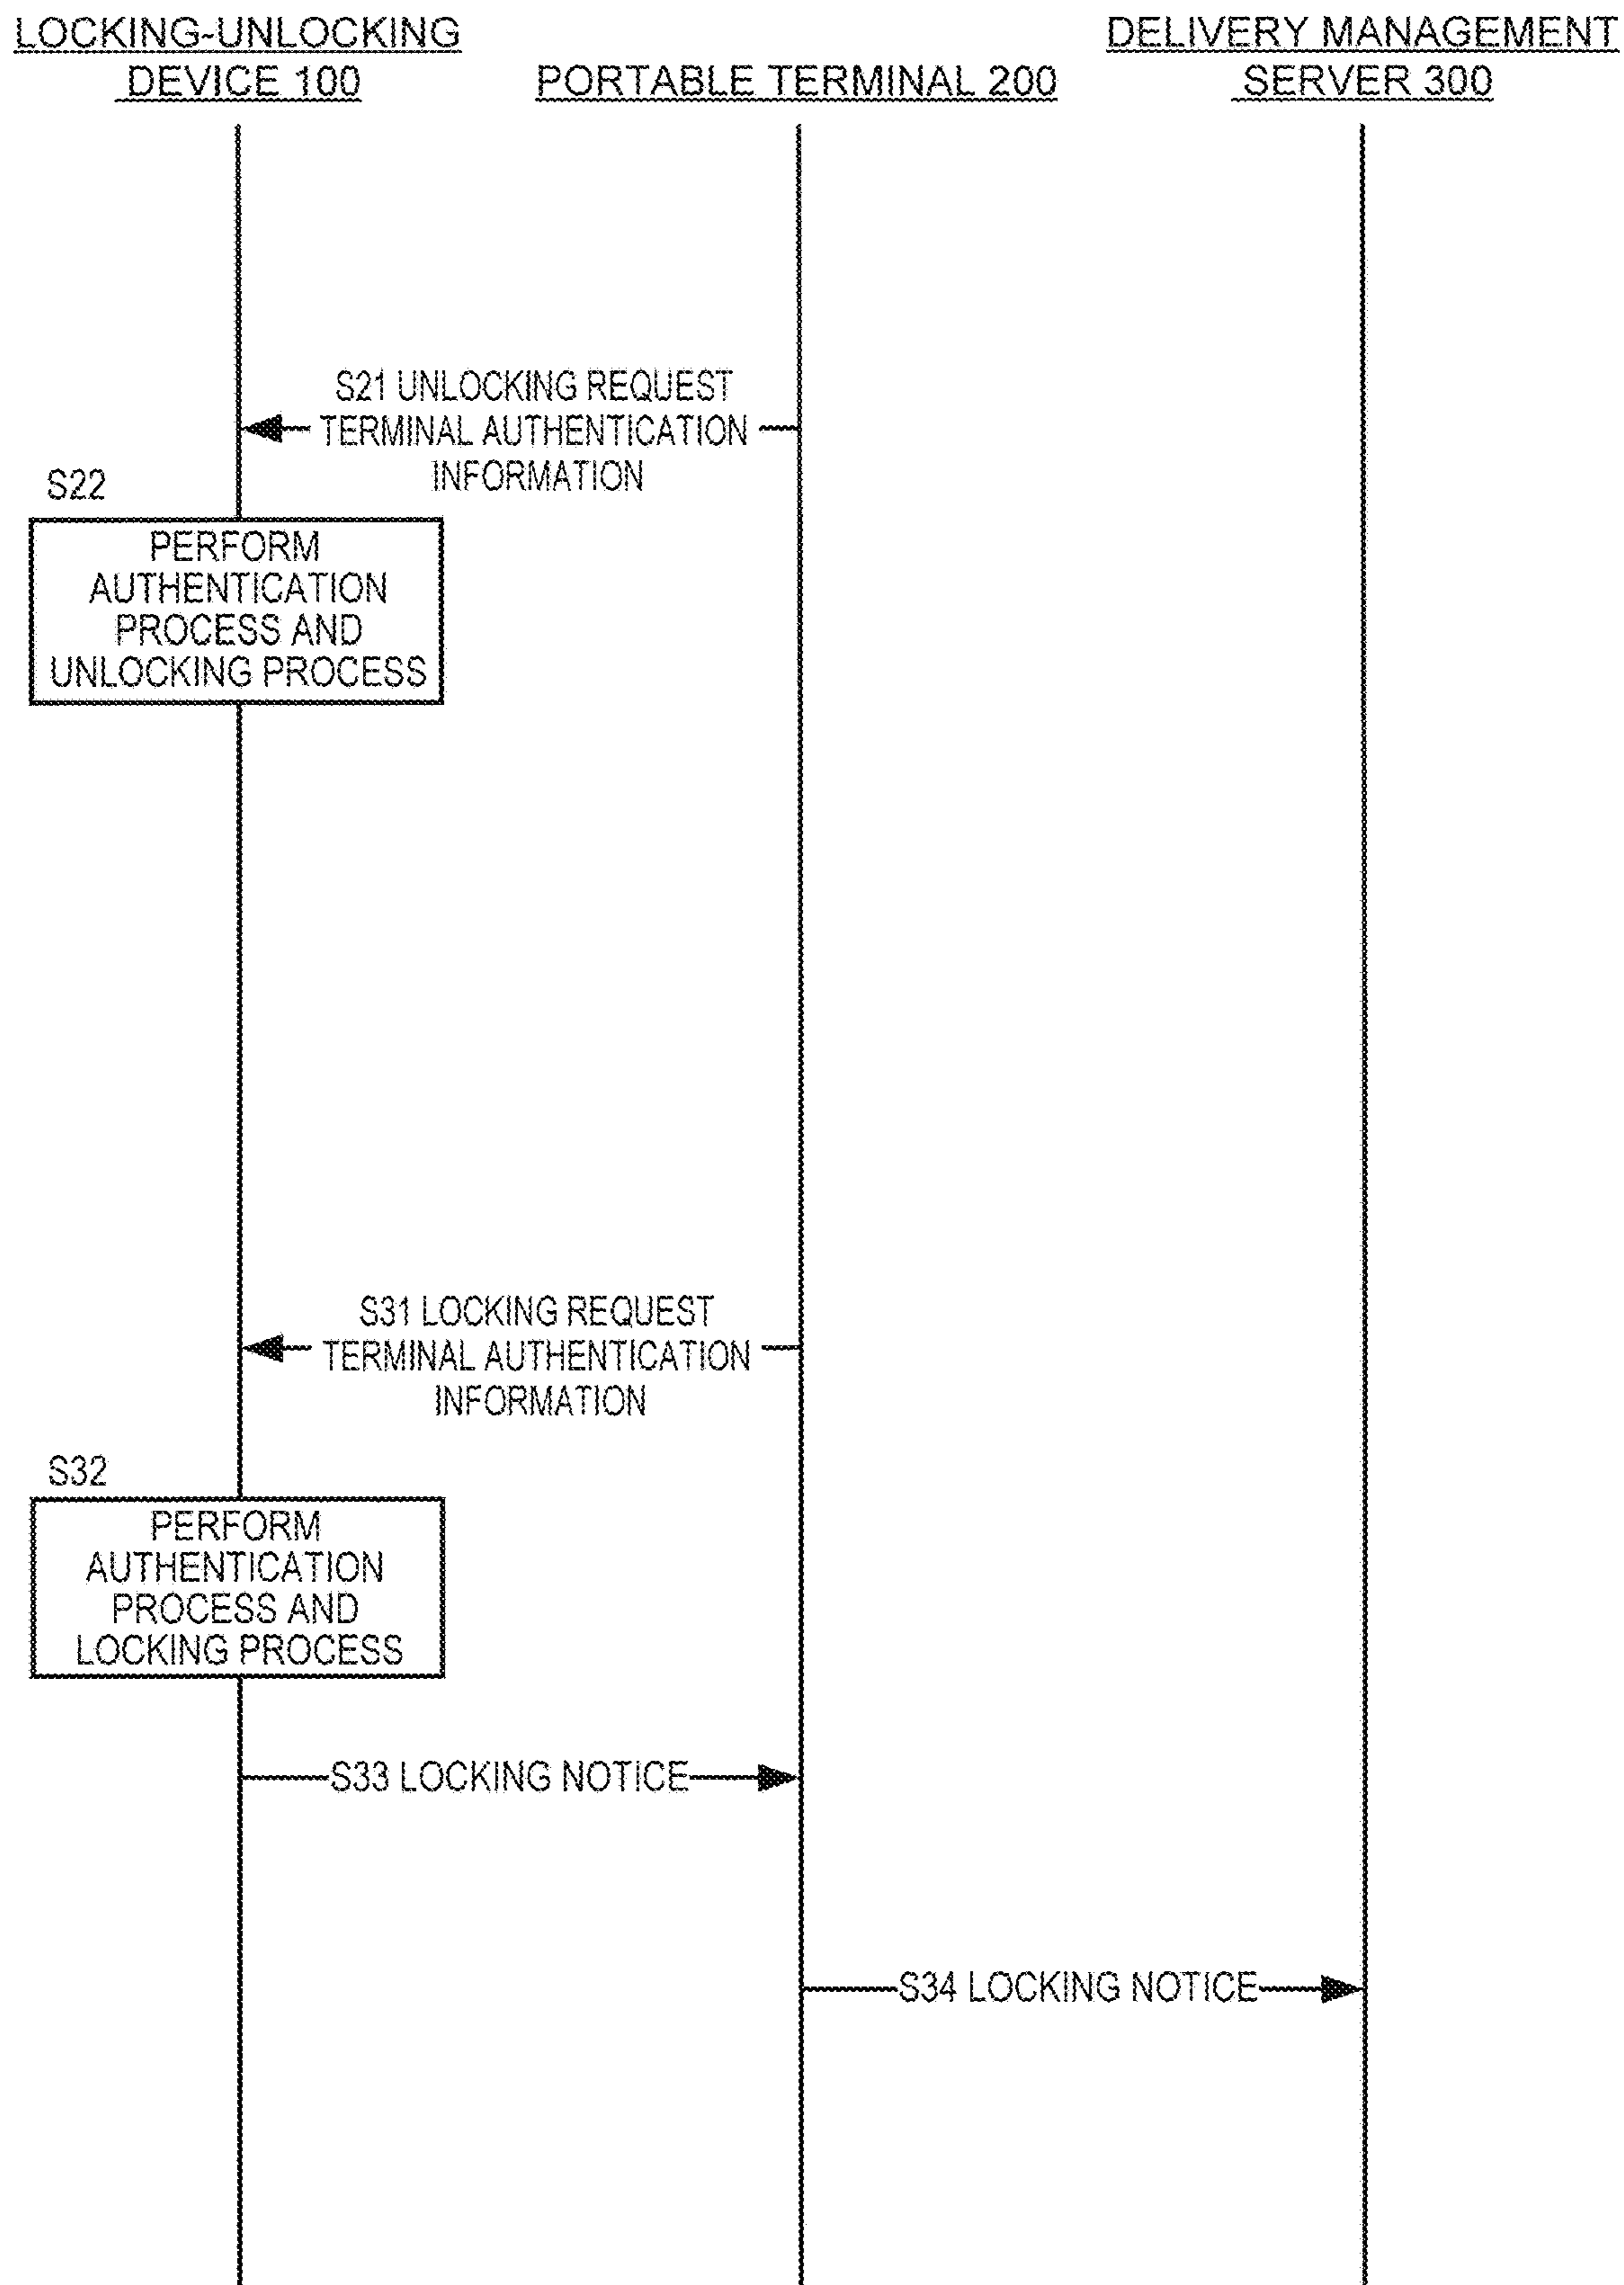 LOCKING-UNLOCKING
DEVICE 100
PORTABLE TERMINAL 200
DELIVERY MANAGEMENT
SERVER 300
S21 UNLOCKING REQUEST
TERMINAL AUTHENTICATION
INFORMATION
S22
PERFORM
AUTHENTICATION
PROCESS AND
UNLOCKING PROCESS
S31 LOCKING REQUEST
TERMINAL AUTHENTICATION
INFORMATION
S32
PERFORM
AUTHENTICATION
PROCESS AND
LOCKING PROCESS
S33 LOCKING NOTICE
S34 LOCKING NOTICE